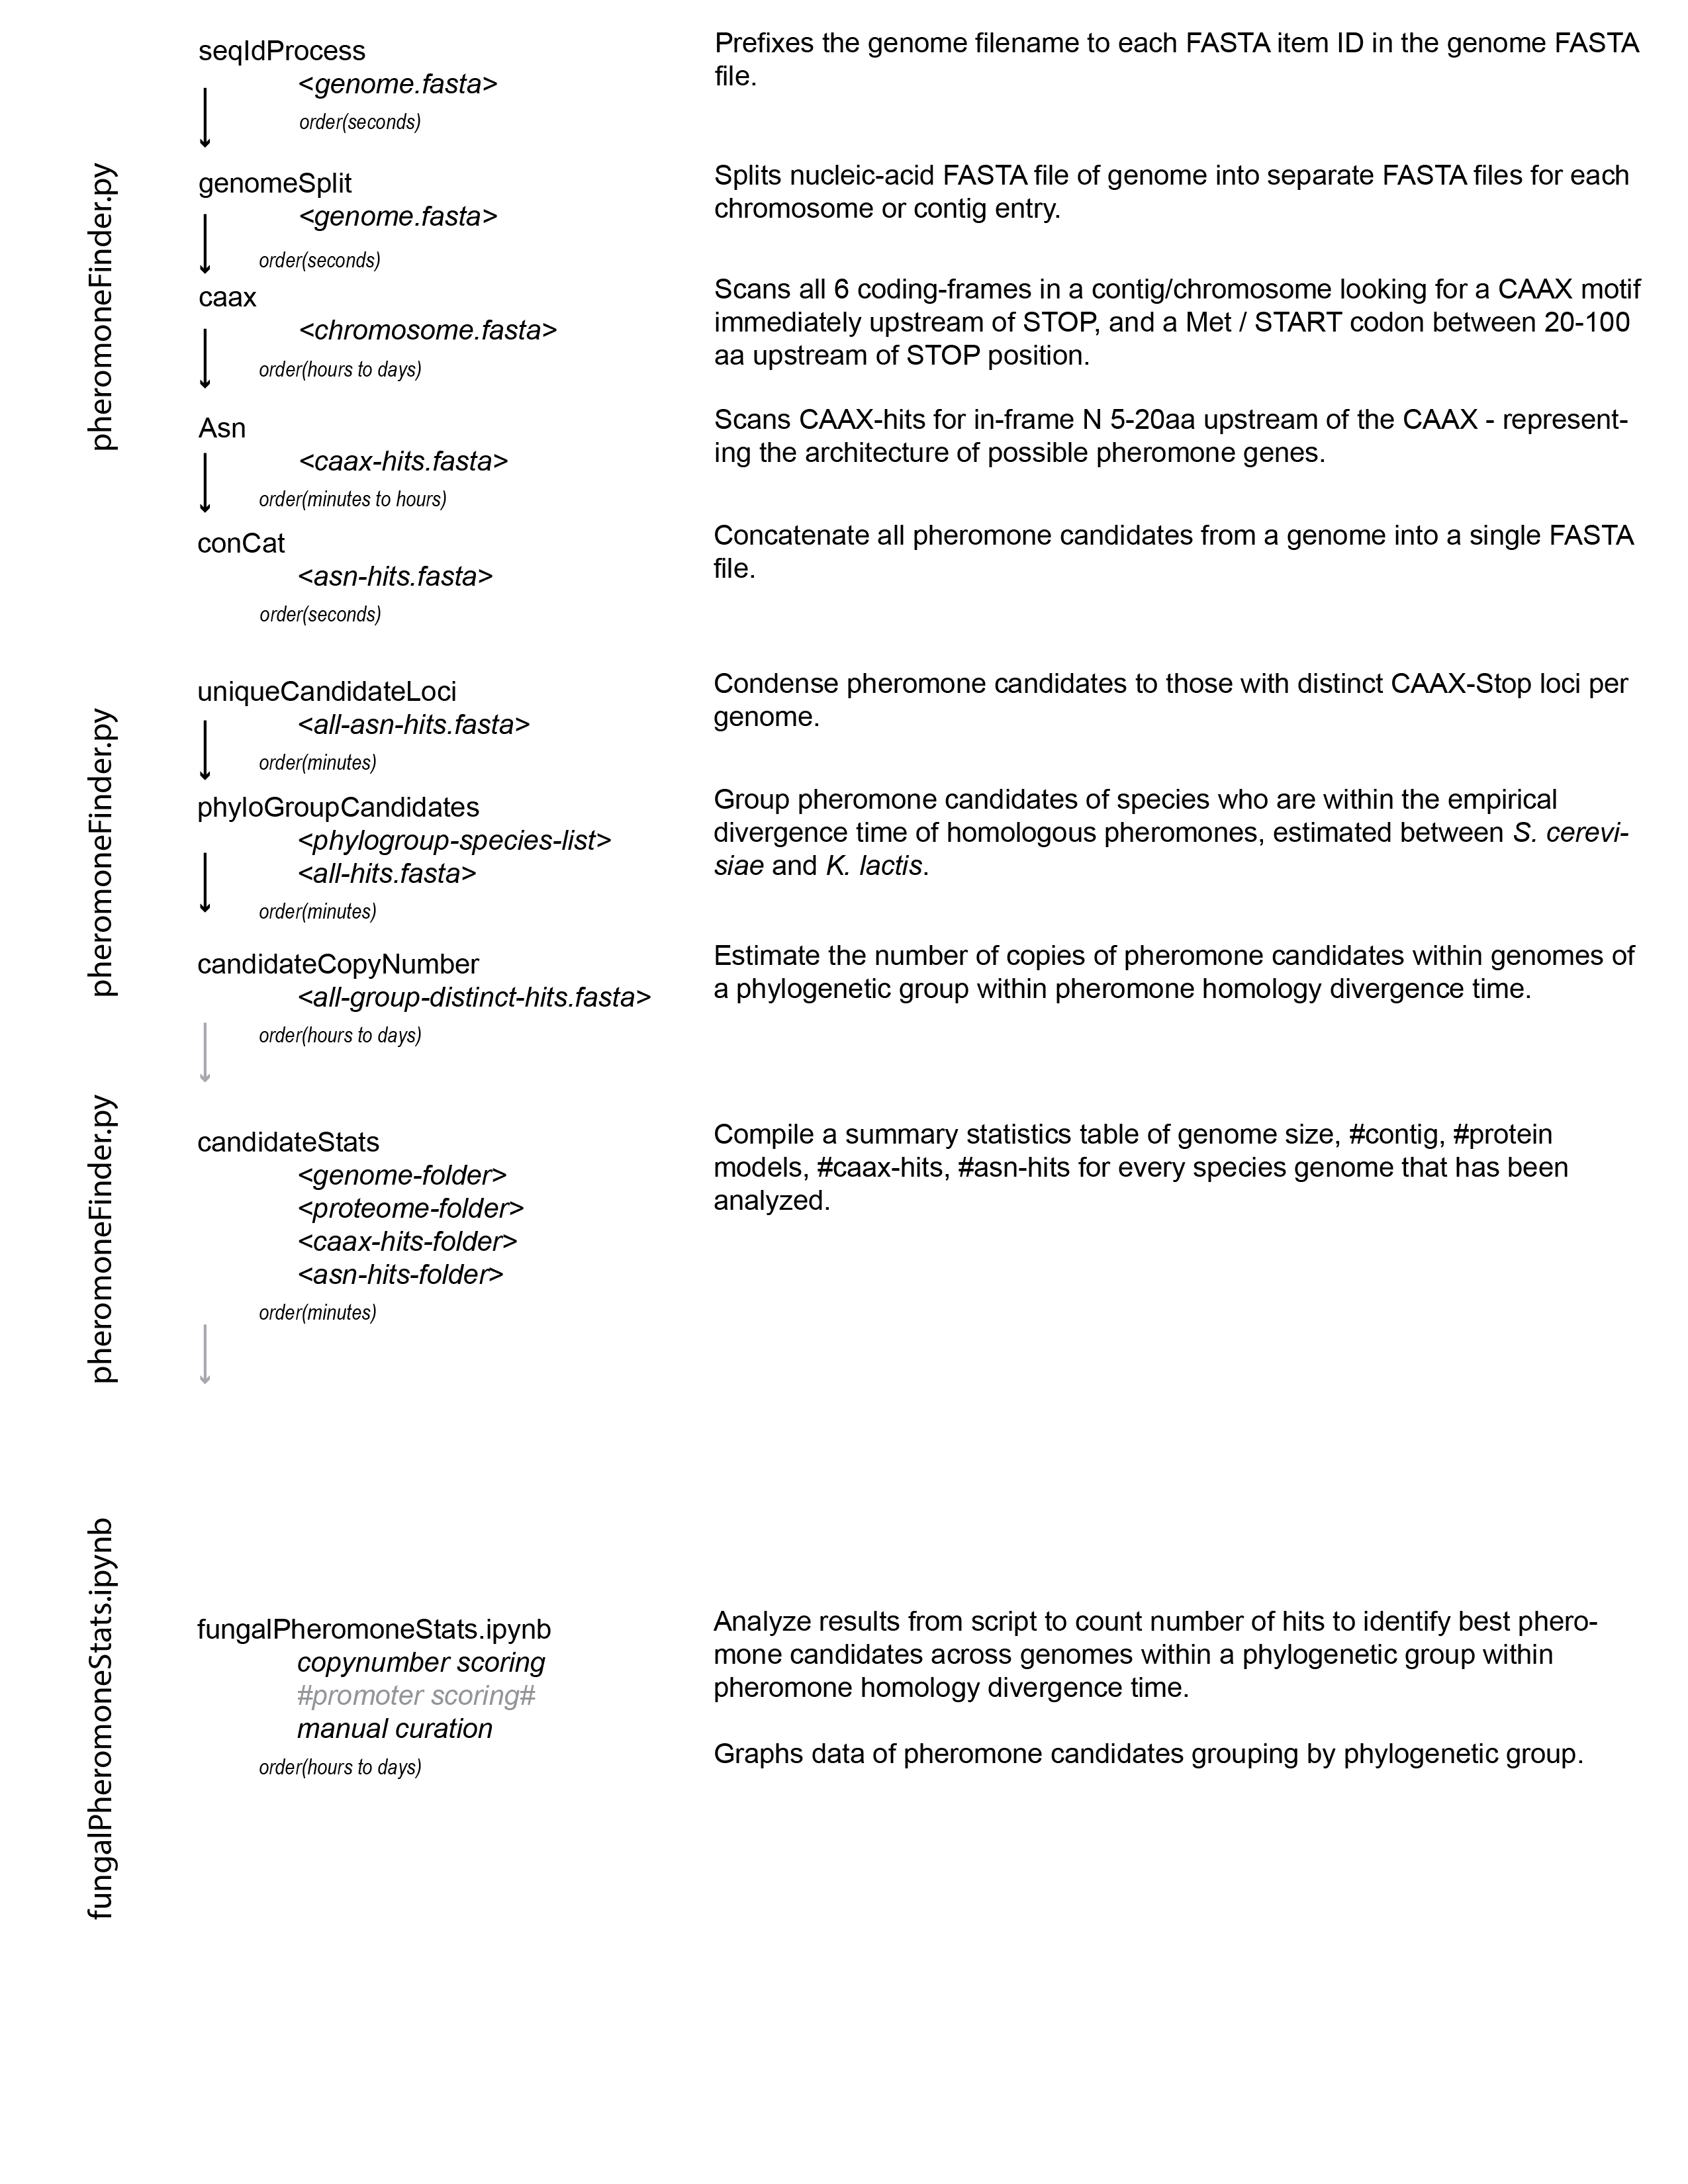 pheromoneFinder.py
seqIdProcess
<genome.fasta>
order(seconds)
Prefixes the genome filename to each FASTA item ID in the genome FASTA
file.
genomeSplit
<genome.fasta>
order(seconds)
Splits nucleic-acid FASTA file of genome into separate FASTA files for each
chromosome or contig entry.
caax
<chromosome.fasta>
order(hours to days)
Scans all 6 coding-frames in a contig/chromosome looking for a CAAX motif
immediately upstream of STOP, and a Met / START codon between 20-100
aa upstream of STOP position.
Asn
<caax-hits.fasta>
order(minutes to hours)
Scans CAAX-hits for in-frame N 5-20aa upstream of the CAAX - represent-
ing the architecture of possible pheromone genes.
conCat
<asn-hits.fasta>
order(seconds)
Concatenate all pheromone candidates from a genome into a single FASTA
file.
pheromoneFinder.py
uniqueCandidateLoci
<all-asn-hits.fasta>
order(minutes)
Condense pheromone candidates to those with distinct CAAX-Stop loci per
genome.
phyloGroupCandidates
<phylogroup-species-list>
<all-hits.fasta>
order(minutes)
Group pheromone candidates of species who are within the empirical
divergence time of homologous pheromones, estimated between S. cerevi-
siae and K. lactis.
candidateCopyNumber
<all-group-distinct-hits.fasta>
order(hours to days)
Estimate the number of copies of pheromone candidates within genomes of
a phylogenetic group within pheromone homology divergence time.
pheromoneFinder.py
candidateStats
<genome-folder>
<proteome-folder>
<caax-hits-folder>
<asn-hits-folder>
order(minutes)
Compile a summary statistics table of genome size, #contig, #protein
models, #caax-hits, #asn-hits for every species genome that has been
analyzed.
fungalPheromoneStats.ipynb
fungalPheromoneStats.ipynb
copynumber scoring
#promoter scoring#
manual curation
order(hours to days)
Analyze results from script to count number of hits to identify best phero-
mone candidates across genomes within a phylogenetic group within
pheromone homology divergence time.
Graphs data of pheromone candidates grouping by phylogenetic group.